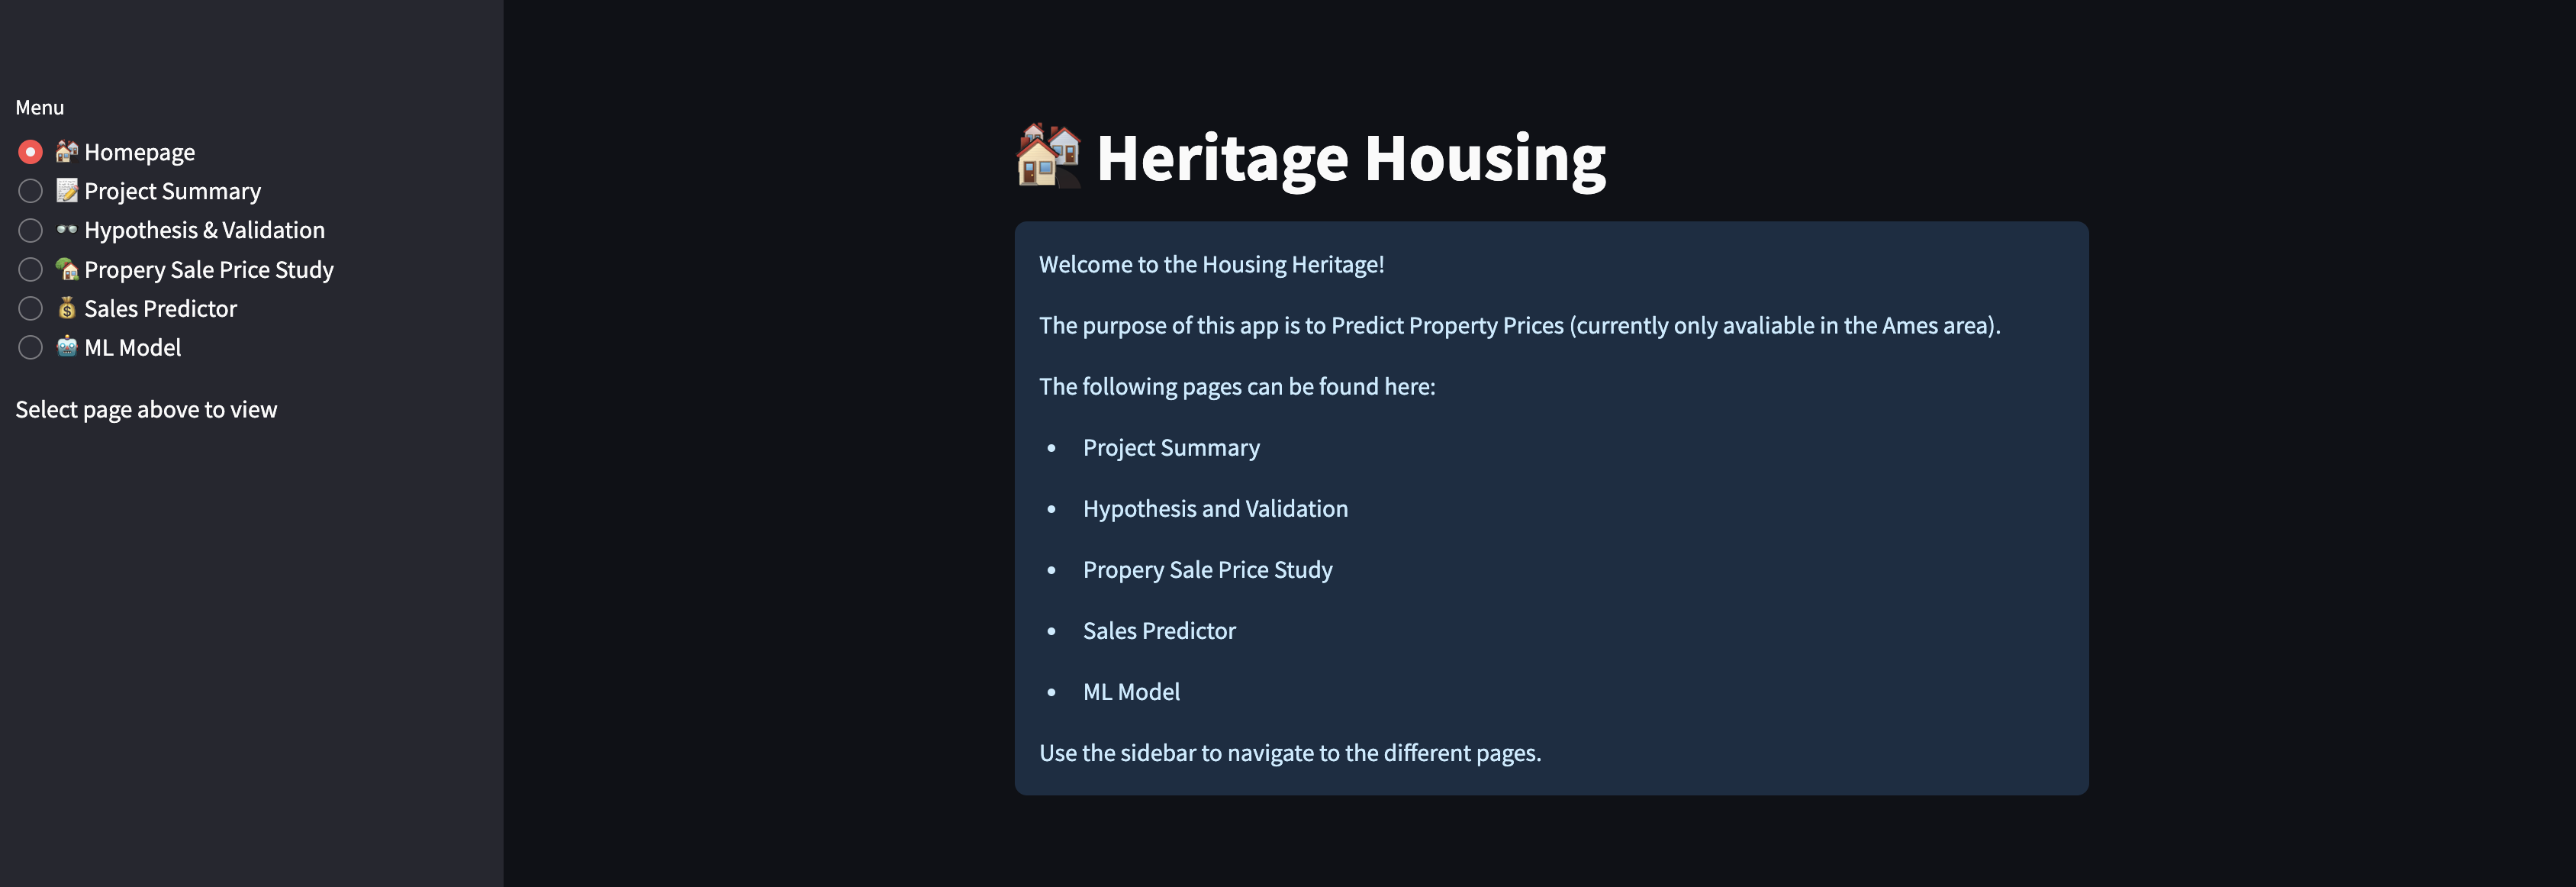 Menu
🏘️ Homepage
📝 Project Summary
🕶️ Hypothesis & Validation
🏡 Propery Sale Price Study
💰 Sales Predictor
🤖 ML Model
Select page above to view
🏘️ Heritage Housing
Welcome to the Housing Heritage!
The purpose of this app is to Predict Property Prices (currently only avaliable in the Ames area).
The following pages can be found here:
• Project Summary
• Hypothesis and Validation
• Propery Sale Price Study
• Sales Predictor
• ML Model
Use the sidebar to navigate to the different pages.